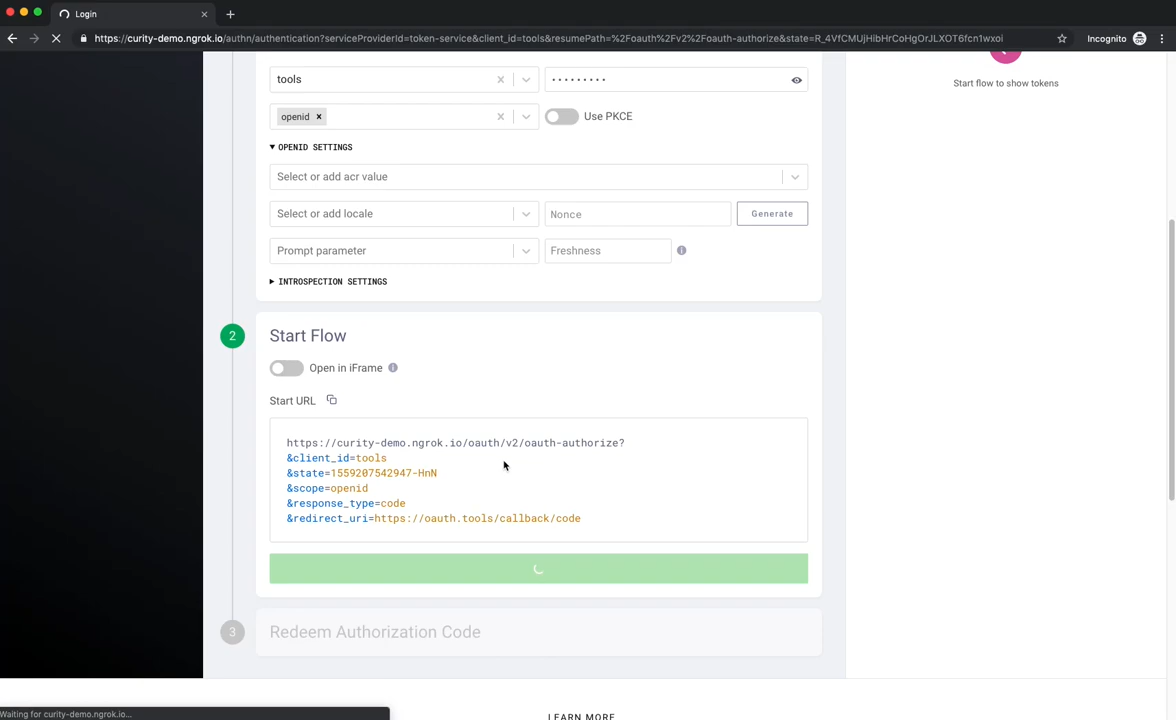 Login
https://curity-demo.ngrok.io/authn/authentication?serviceProviderId=token-service&client_id=tools&resumePath=%2Foauth%2Fv2%2Foauth-authorize&state=R_4VfCMUjHibHrCoHgOrJLXOT6fcn1wxoi
Incognito
tools
Start flow to show tokens
openid
Use PKCE
OPENID SETTINGS
Select or add acr value
Select or add locale
Nonce
Generate
Prompt parameter
Freshness
INTROSPECTION SETTINGS
2
Start Flow
Open in iFrame
Start URL
https://curity-demo.ngrok.io/oauth/v2/oauth-authorize?
&client_id=tools
&state=1559207542947-HnN
&scope=openid
&response_type=code
&redirect_uri=https://oauth.tools/callback/code
3
Redeem Authorization Code
Waiting for curity-demo.ngrok.io...
LEARN MORE